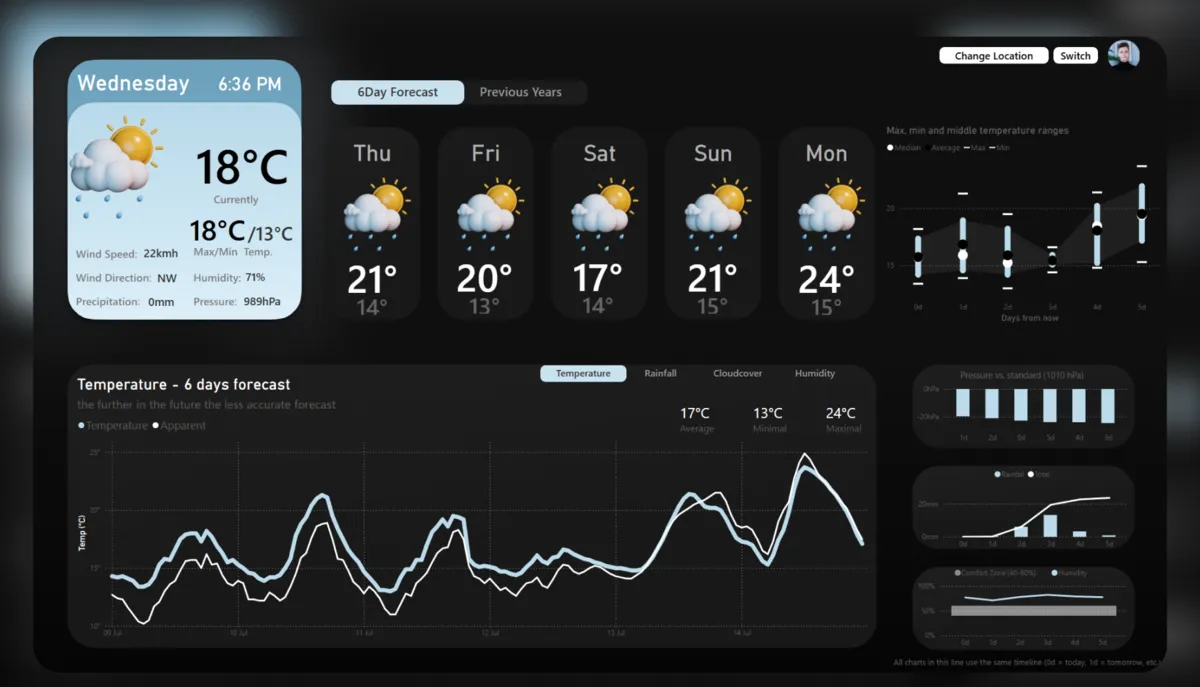 Change Location
Switch
Wednesday
6:36 PM
18°C
Currently
18°C/13°C
Max/Min Temp.
Wind Speed: 22kmh
Wind Direction: NW
Humidity: 71%
Precipitation: 0mm
Pressure: 989hPa
6Day Forecast
Previous Years
Thu
21°
14°
Fri
20°
13°
Sat
17°
14°
Sun
21°
15°
Mon
24°
15°
Max, min and middle temperature ranges
Median Average Max Min
20
15
0d 1d 2d 3d 4d 5d
Days from now
Temperature - 6 days forecast
the further in the future the less accurate forecast
Temperature Apparent
Temperature
Rainfall
Cloudcover
Humidity
17°C
Average
13°C
Minimal
24°C
Maximal
Temp (°C)
25°
20°
15°
10°
09 Jul 10 Jul 11 Jul 12 Jul 13 Jul 14 Jul
Pressure vs. standard (1010 hPa)
0hPa
-20hPa
1d 2d 0d 5d 4d 3d
Rainfall Total
20mm
0mm
0d 1d 2d 3d 4d 5d
Comfort Zone (40-60%) Humidity
100%
50%
0%
0d 1d 2d 3d 4d 5d
All charts in this line use the same timeline (0d = today, 1d = tomorrow, etc.)